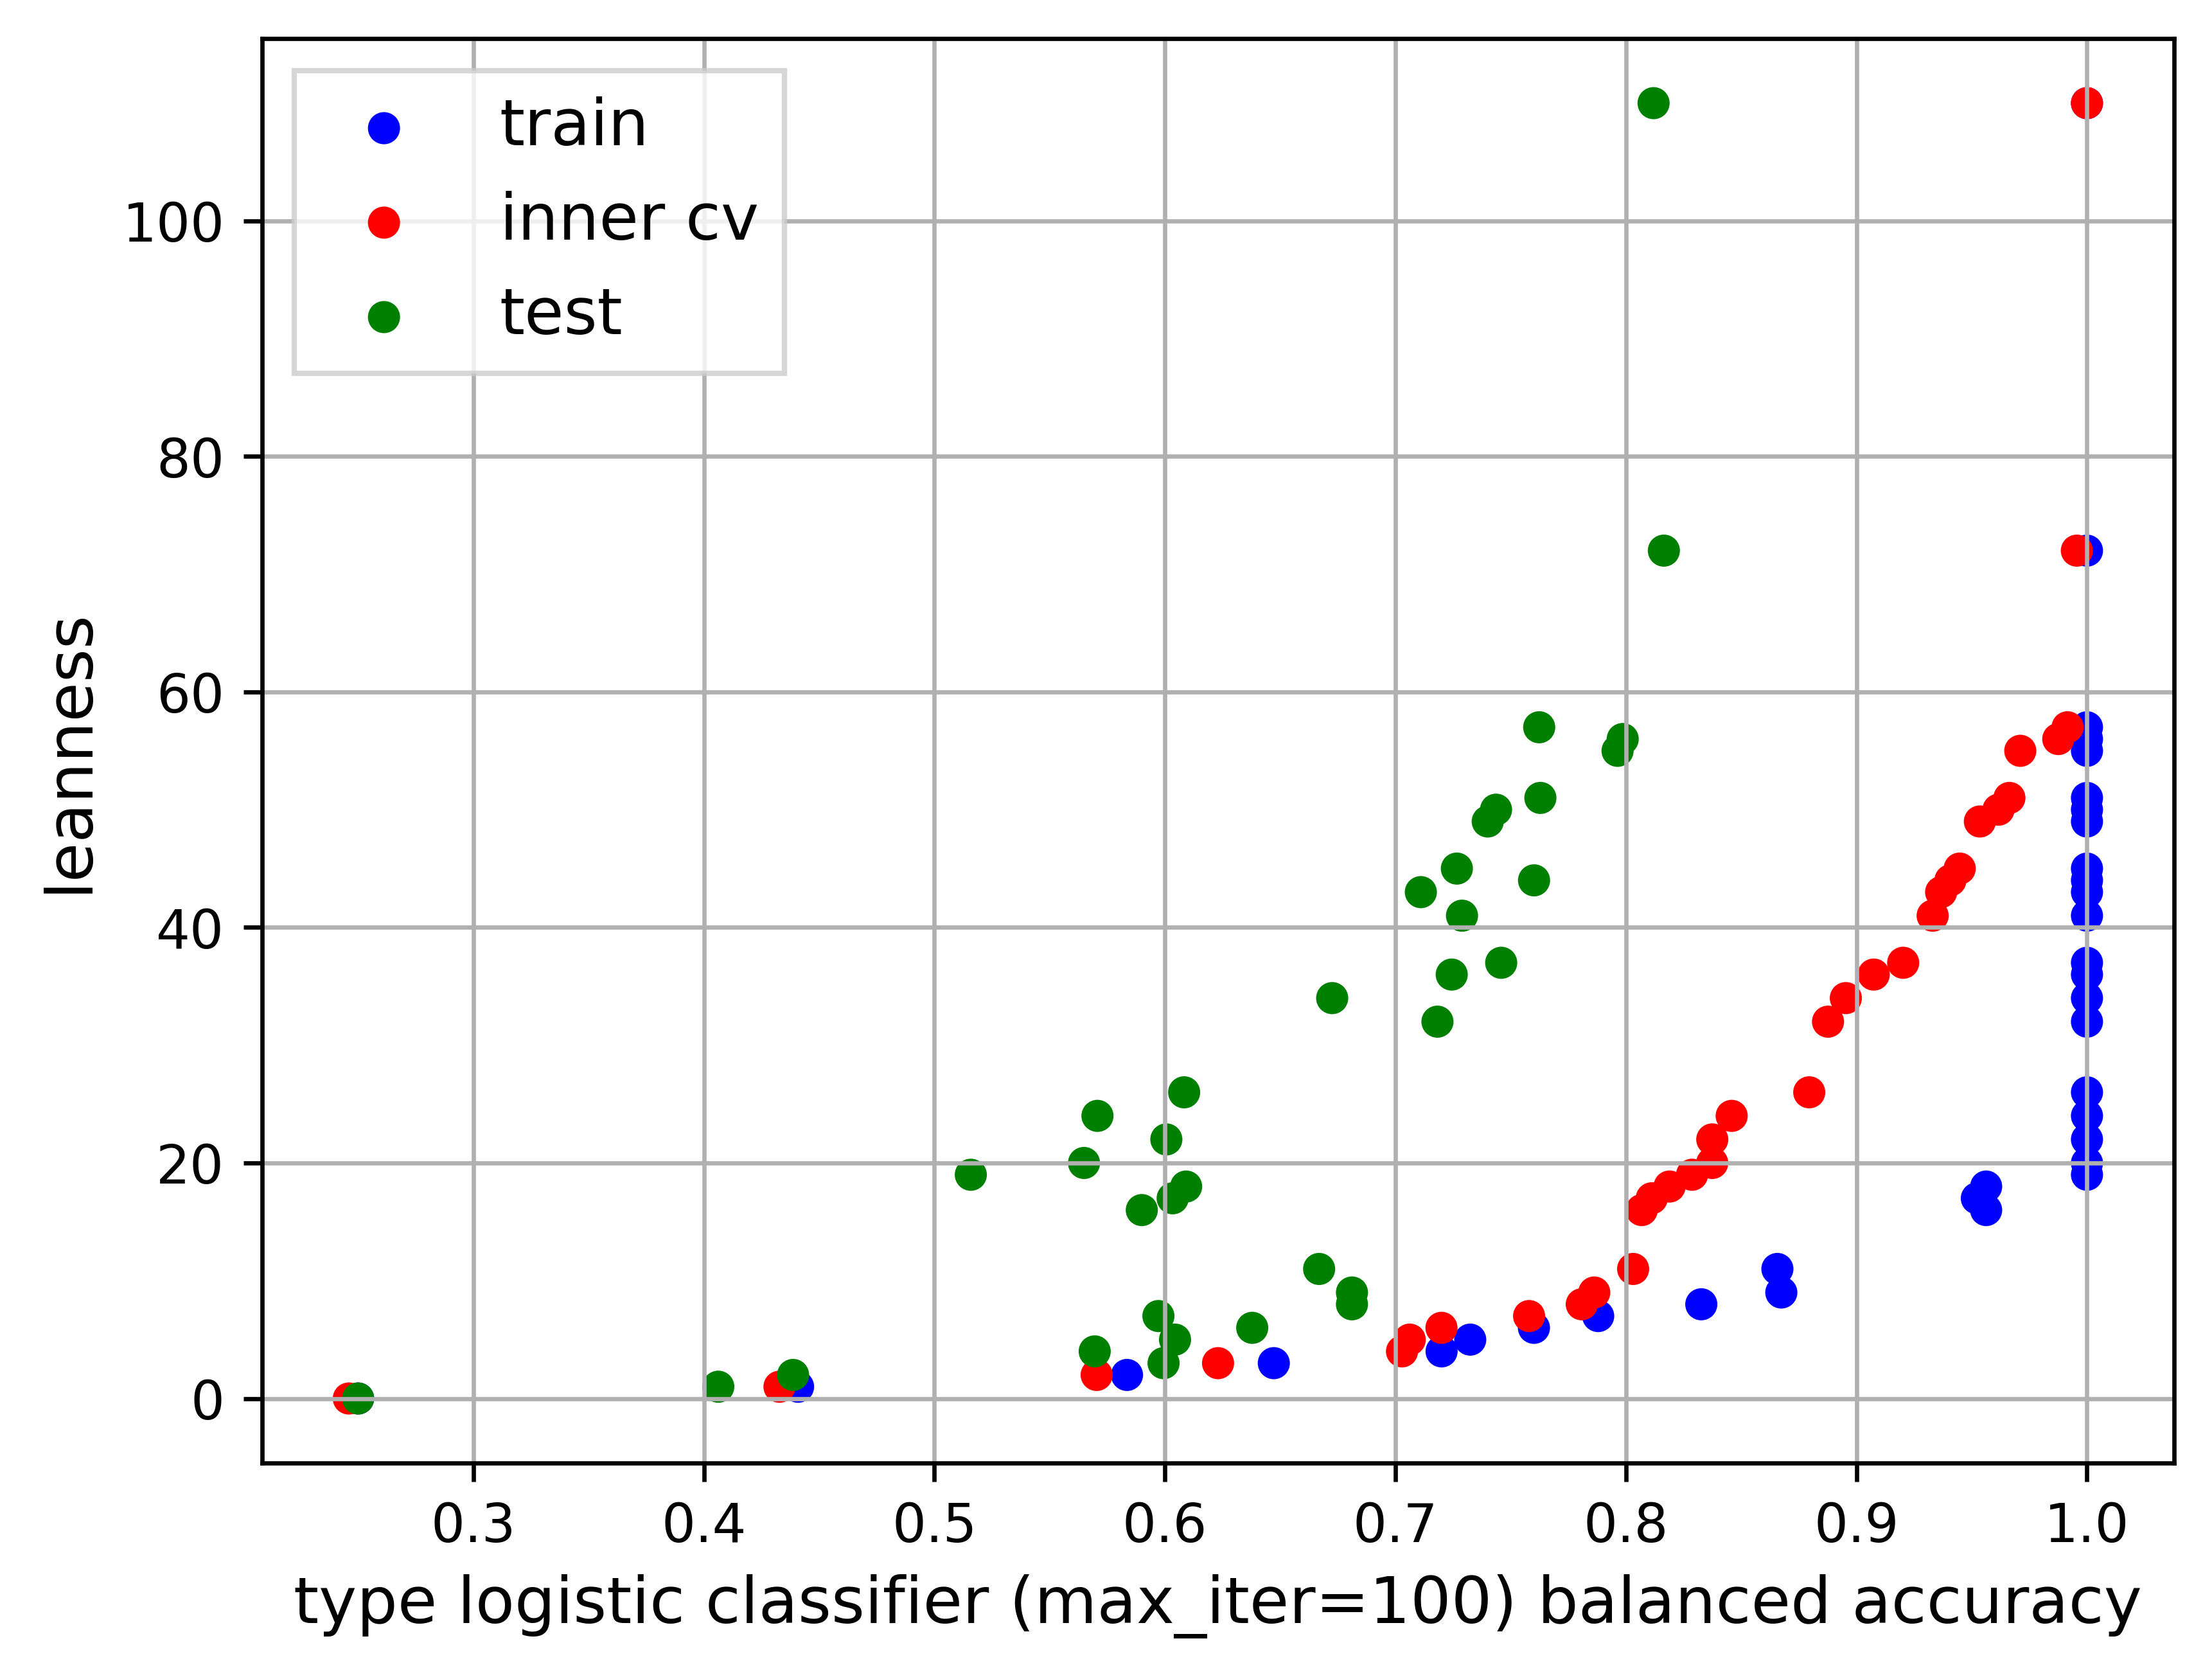 train
inner cv
test
100
80
60
40
20
0
leanness
0.3 0.4 0.5 0.6 0.7 0.8 0.9 1.0
type logistic classifier (max_iter=100) balanced accuracy